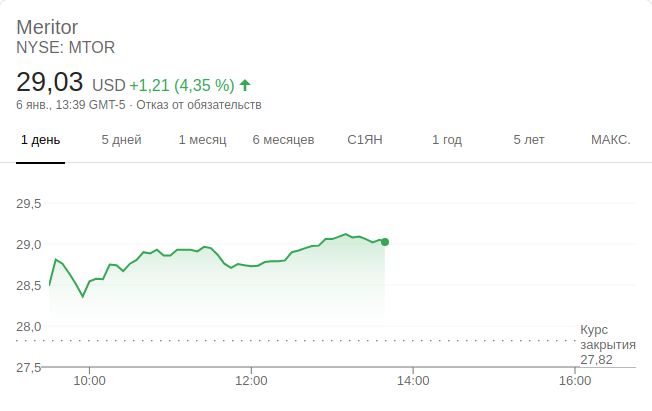 Meritor
NYSE: MTOR
29,03 USD +1,21 (4,35 %)
6 янв., 13:39 GMT-5 · Отказ от обязательств
1 день 5 дней 1 месяц 6 месяцев С1ЯН 1 год 5 лет МАКС.
29,5
29,0
28,5
28,0
Курс
закрытия
27,82
27,5
10:00 12:00 14:00 16:00